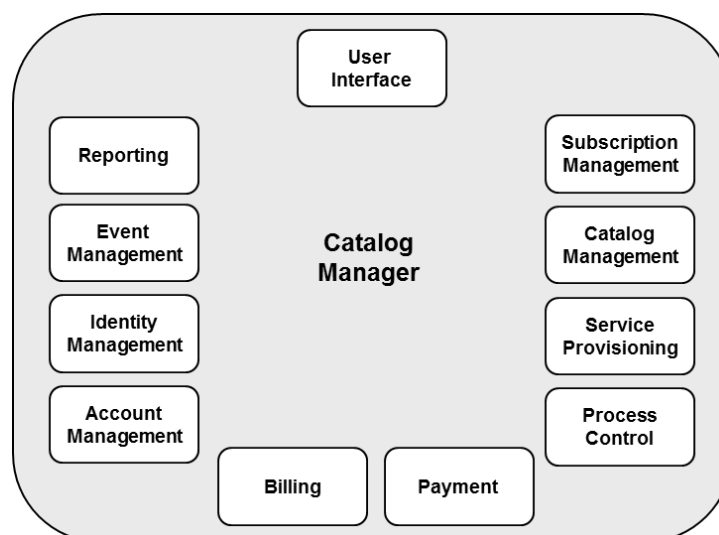 User
Interface
Reporting
Subscription
Management
Event
Management
Catalog
Manager
Catalog
Management
Identity
Management
Service
Provisioning
Account
Management
Process
Control
Billing
Payment